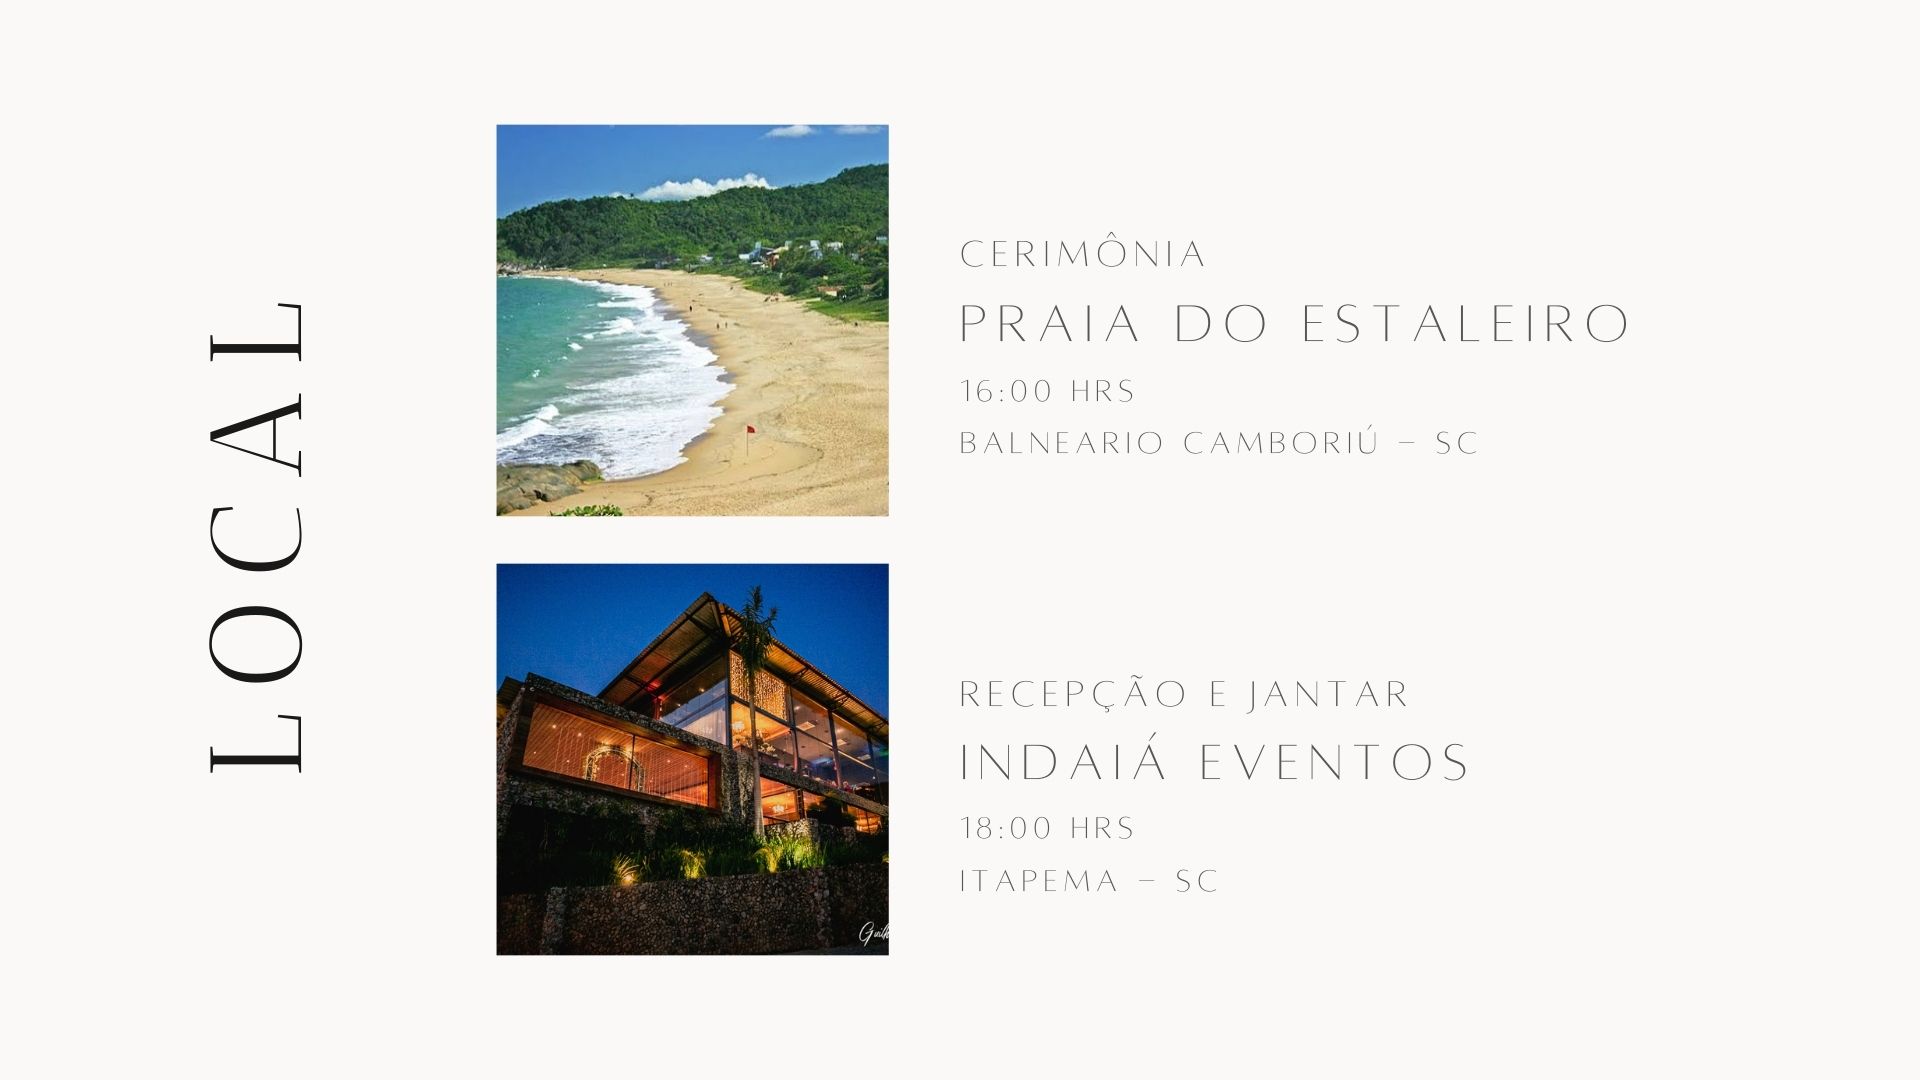 LOCAL
CERIMÔNIA
PRAIA DO ESTALEIRO
16:00 HRS
BALNEARIO CAMBORIÚ – SC
RECEPÇÃO E JANTAR
INDAIÁ EVENTOS
18:00 HRS
ITAPEMA – SC